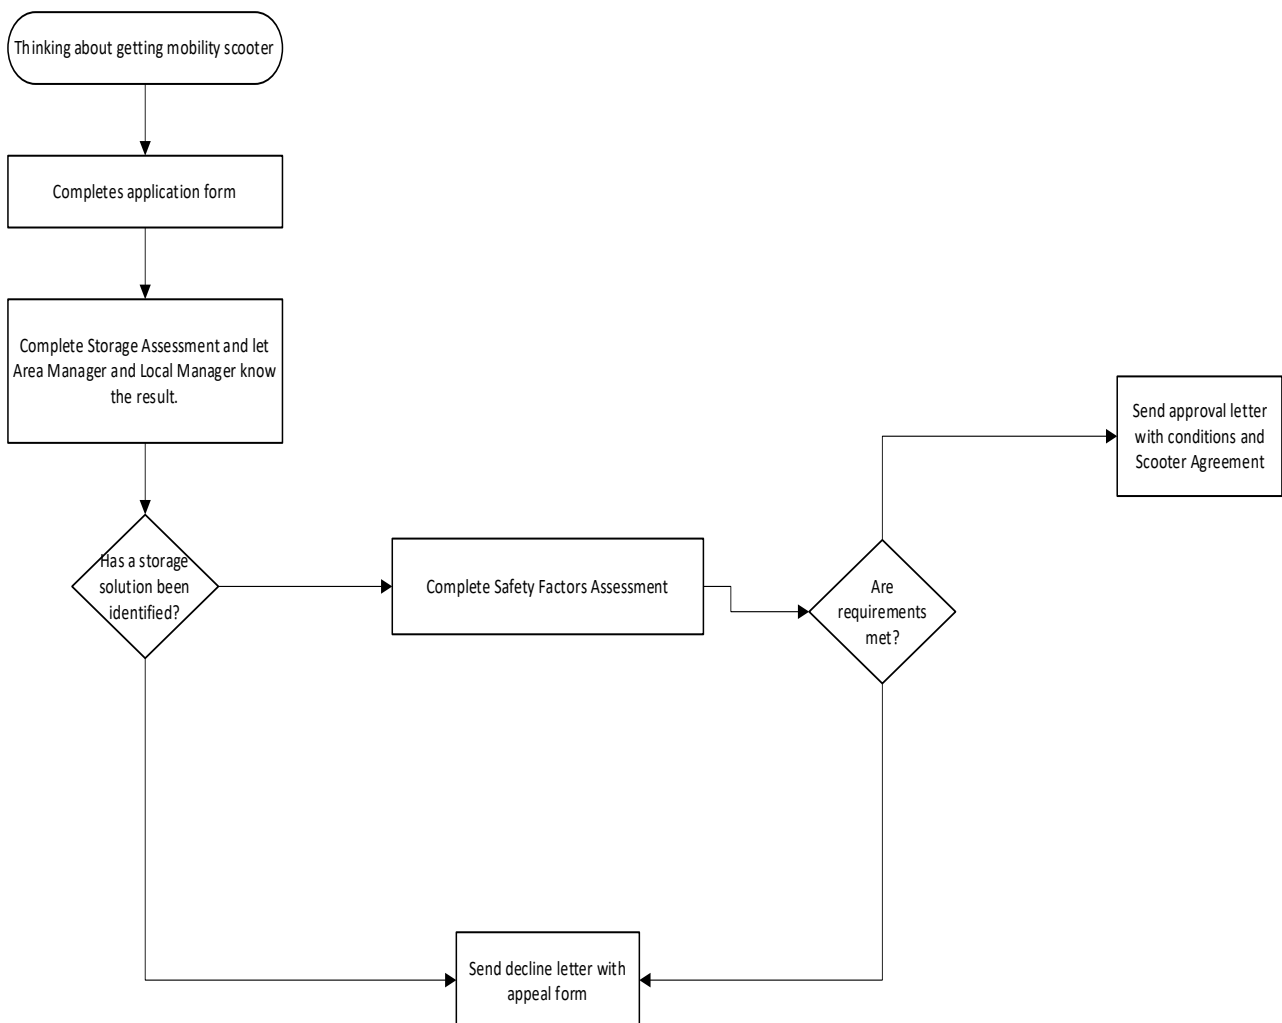 Thinking about getting mobility scooter
Completes application form
Complete Storage Assessment and let
Area Manager and Local Manager know
the result.
Has a storage
solution been
identified?
Complete Safety Factors Assessment
Are
requirements
met?
Send approval letter
with conditions and
Scooter Agreement
Send decline letter with
appeal form